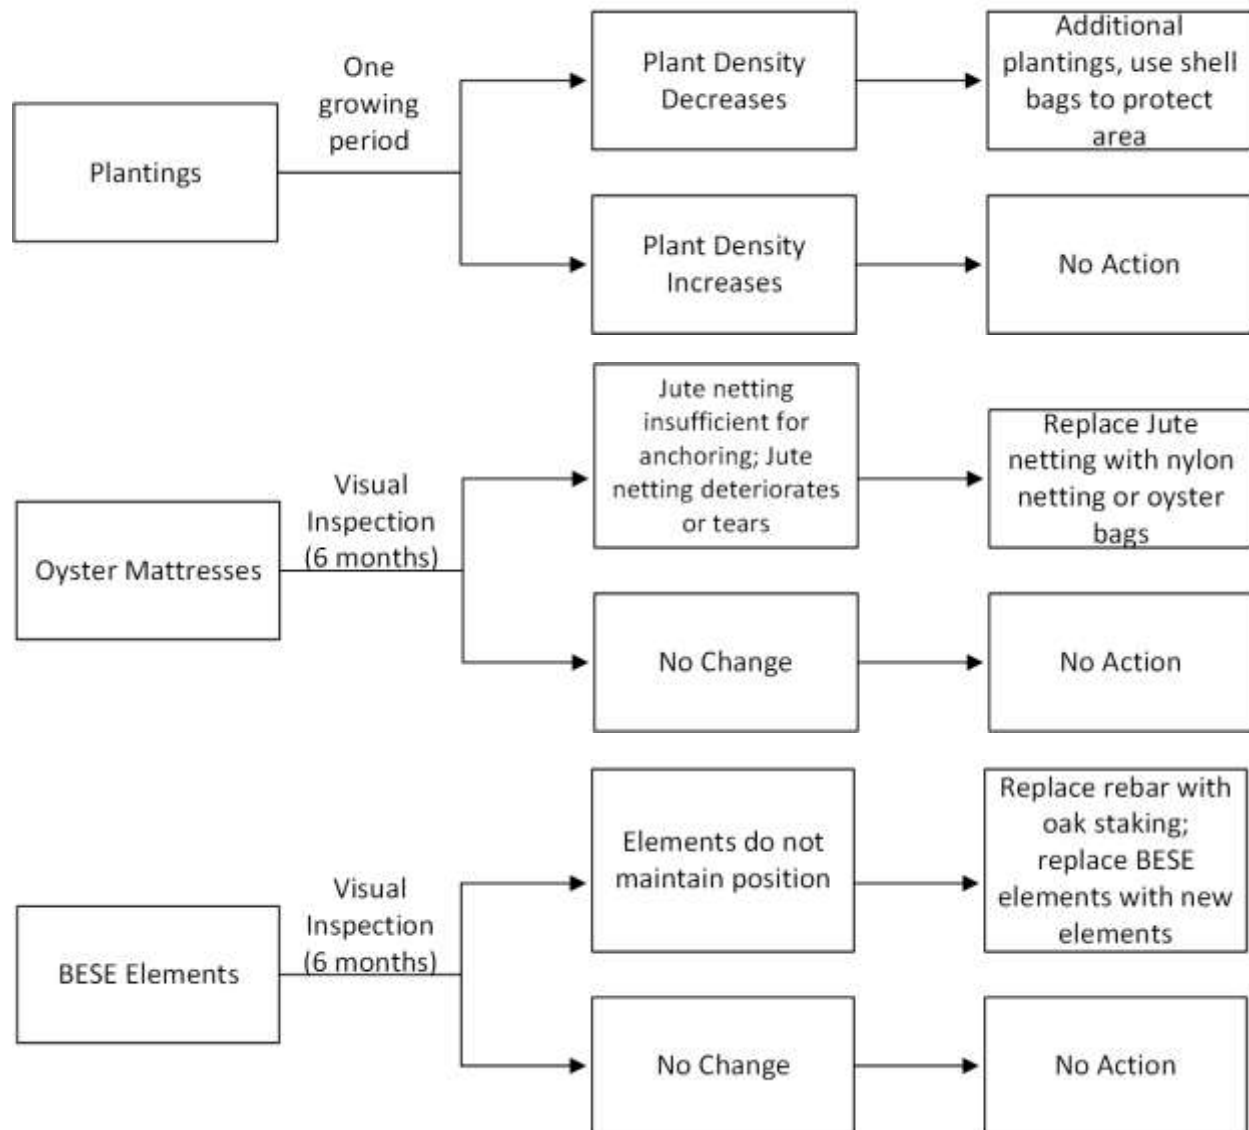 Plantings
One
growing
period
Plant Density
Decreases
Additional
plantings, use shell
bags to protect
area
Plant Density
Increases
No Action
Oyster Mattresses
Visual
Inspection
(6 months)
Jute netting
insufficient for
anchoring; Jute
netting deteriorates
or tears
Replace Jute
netting with nylon
netting or oyster
bags
No Change
No Action
BESE Elements
Visual
Inspection
(6 months)
Elements do not
maintain position
Replace rebar with
oak staking;
replace BESE
elements with new
elements
No Change
No Action